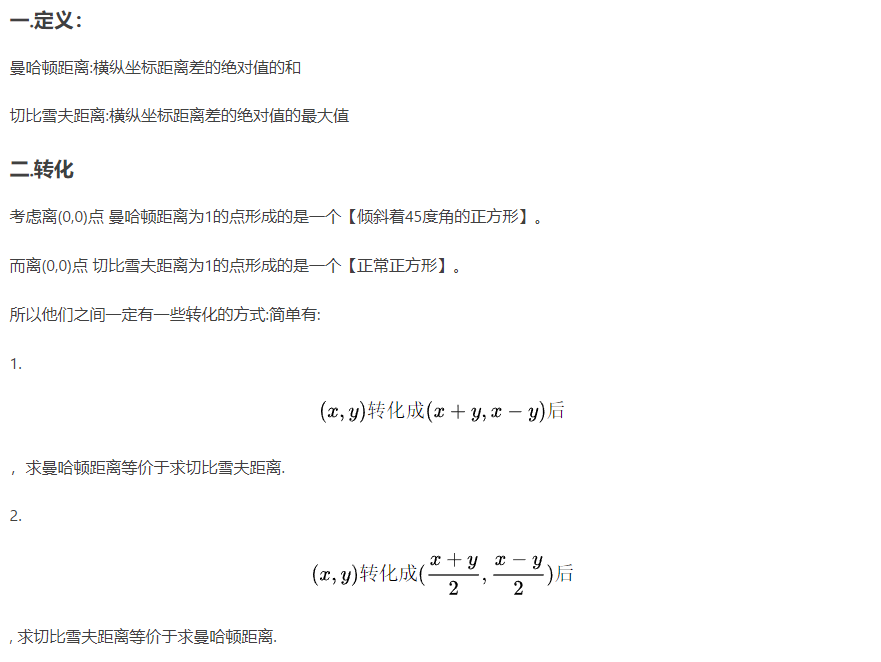 一.定义：
曼哈顿距离:横纵坐标距离差的绝对值的和
切比雪夫距离:横纵坐标距离差的绝对值的最大值
二.转化
考虑离(0,0)点 曼哈顿距离为1的点形成的是一个【倾斜着45度角的正方形】。
而离(0,0)点 切比雪夫距离为1的点形成的是一个【正常正方形】。
所以他们之间一定有一些转化的方式:简单有:
1.
(x, y)转化成(x + y, x − y)后
，求曼哈顿距离等价于求切比雪夫距离.
2.
(x, y)转化成(\frac{x + y}{2}, \frac{x − y}{2})后
, 求切比雪夫距离等价于求曼哈顿距离.